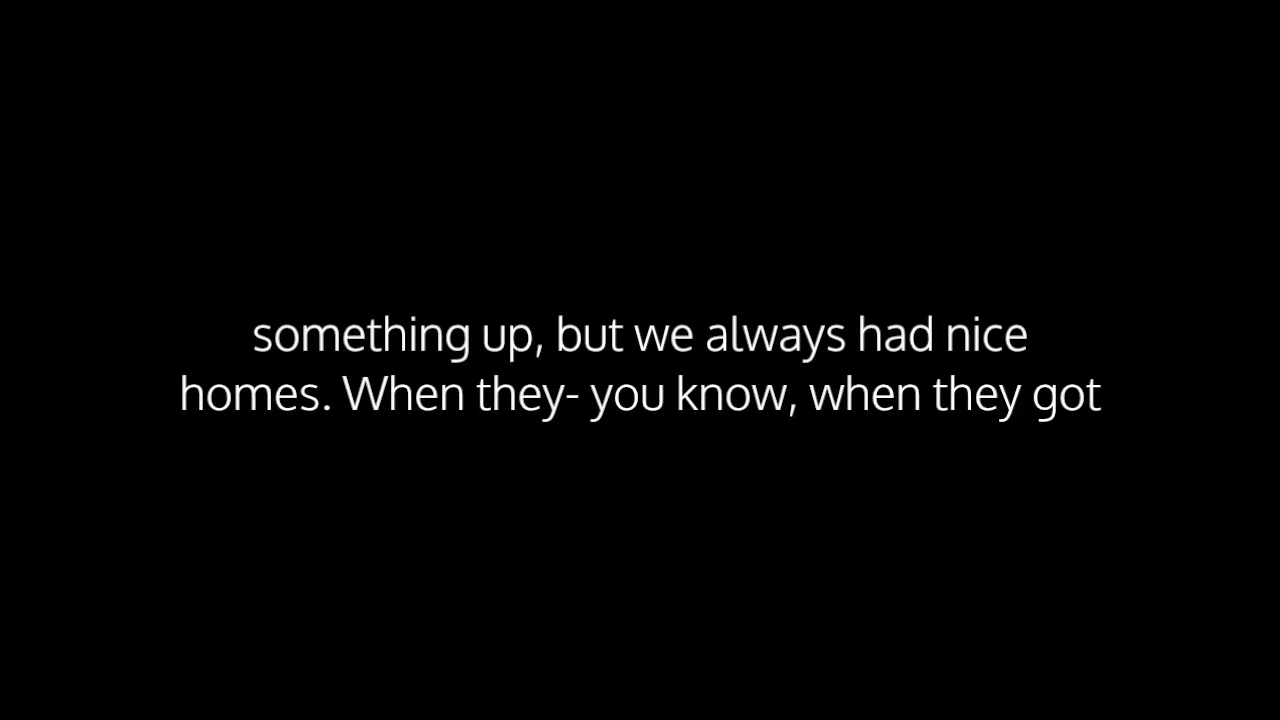 something up, but we always had nice
homes. When they- you know, when they got